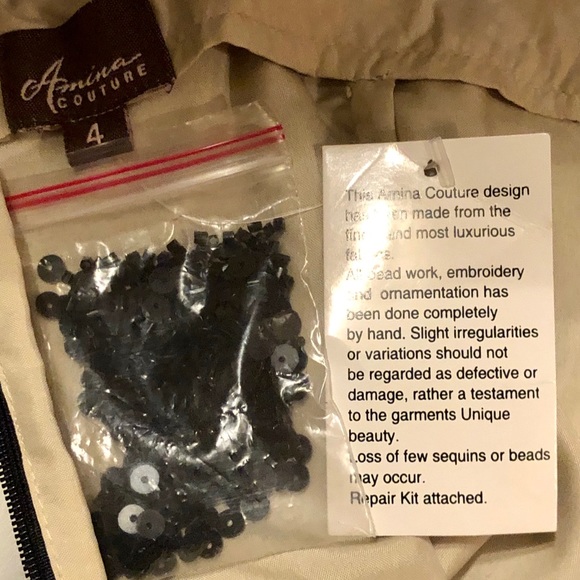 Amina
COUTURE
4
This Amina Couture design
made from the
and most luxurious
bead work, embroidery
ornamentation has
been done completely
by hand. Slight irregularities
or variations should not
be regarded as defective or
damage, rather a testament
to the garments Unique
beauty.
Loss of few sequins or beads
may occur.
Repair Kit attached.